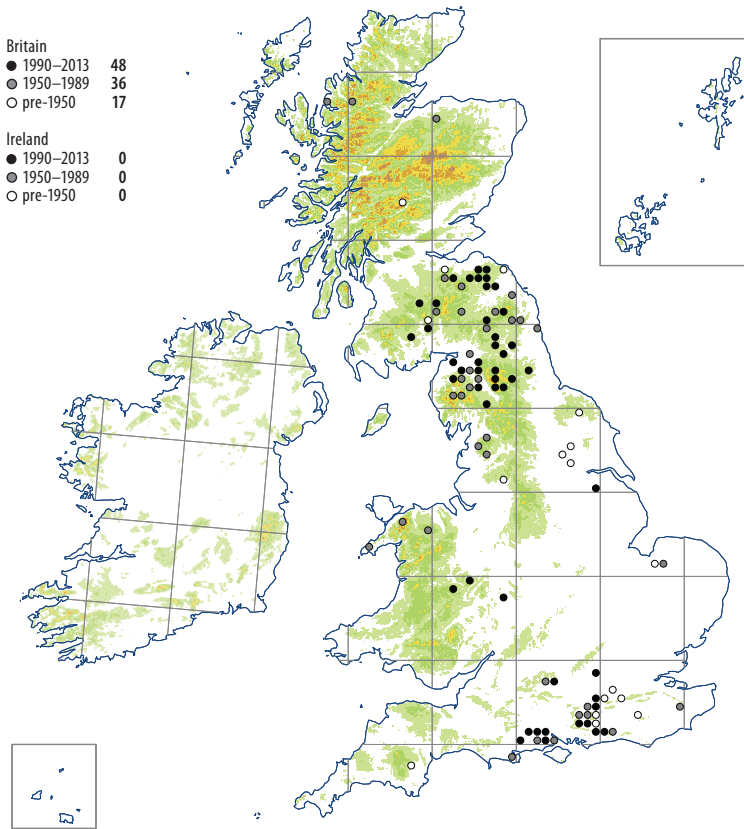 Britain
● 1990–2013 48
● 1950–1989 36
○ pre-1950 17
Ireland
● 1990–2013 0
● 1950–1989 0
○ pre-1950 0